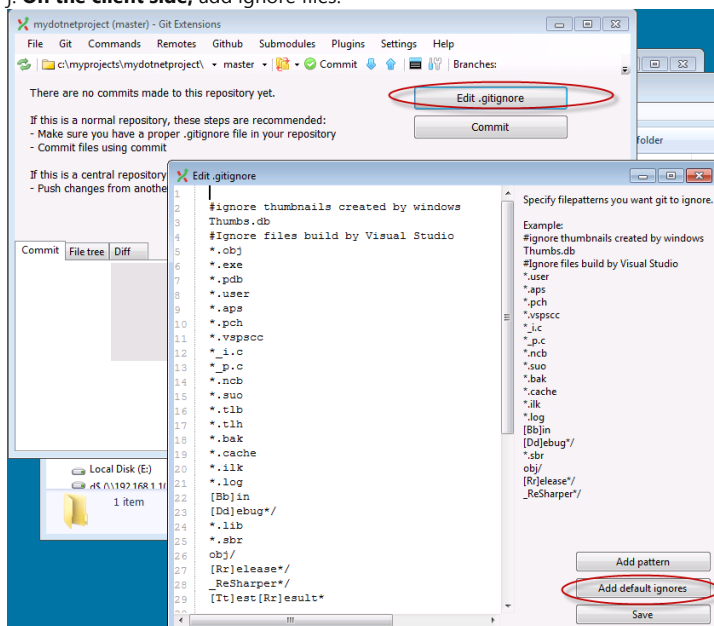 j. On the client side, add ignore files.
mydotnetproject (master) - Git Extensions
File Git Commands Remotes Github Submodules Plugins Settings Help
c:\myprojects\mydotnetproject\ master Commit Branches:
There are no commits made to this repository yet.
If this is a normal repository, these steps are recommended:
- Make sure you have a proper .gitignore file in your repository
- Commit files using commit
If this is a central repository
- Push changes from anothe
Edit .gitignore
Commit
folder
Commit File tree Diff
Local Disk (E:)
1 item
Edit .gitignore
1
2 #ignore thumbnails created by windows
3 Thumbs.db
4 #Ignore files build by Visual Studio
5 *.obj
6 *.exe
7 *.pdb
8 *.user
9 *.aps
10 *.pch
11 *.vspscc
12 *_i.c
13 *_p.c
14 *.ncb
15 *.suo
16 *.tlb
17 *.tlh
18 *.bak
19 *.cache
20 *.ilk
21 *.log
22 [Bb]in
23 [Dd]ebug*/
24 *.lib
25 *.sbr
26 obj/
27 [Rr]elease*/
28 _ReSharper*/
29 [Tt]est[Rr]esult*
Specify filepatterns you want git to ignore.
Example:
#ignore thumbnails created by windows
Thumbs.db
#Ignore files build by Visual Studio
*.user
*.aps
*.pch
*.vspscc
*_i.c
*_p.c
*.ncb
*.suo
*.bak
*.cache
*.ilk
*.log
[Bb]in
[Dd]ebug*/
*.sbr
obj/
[Rr]elease*/
_ReSharper*/
Add pattern
Add default ignores
Save